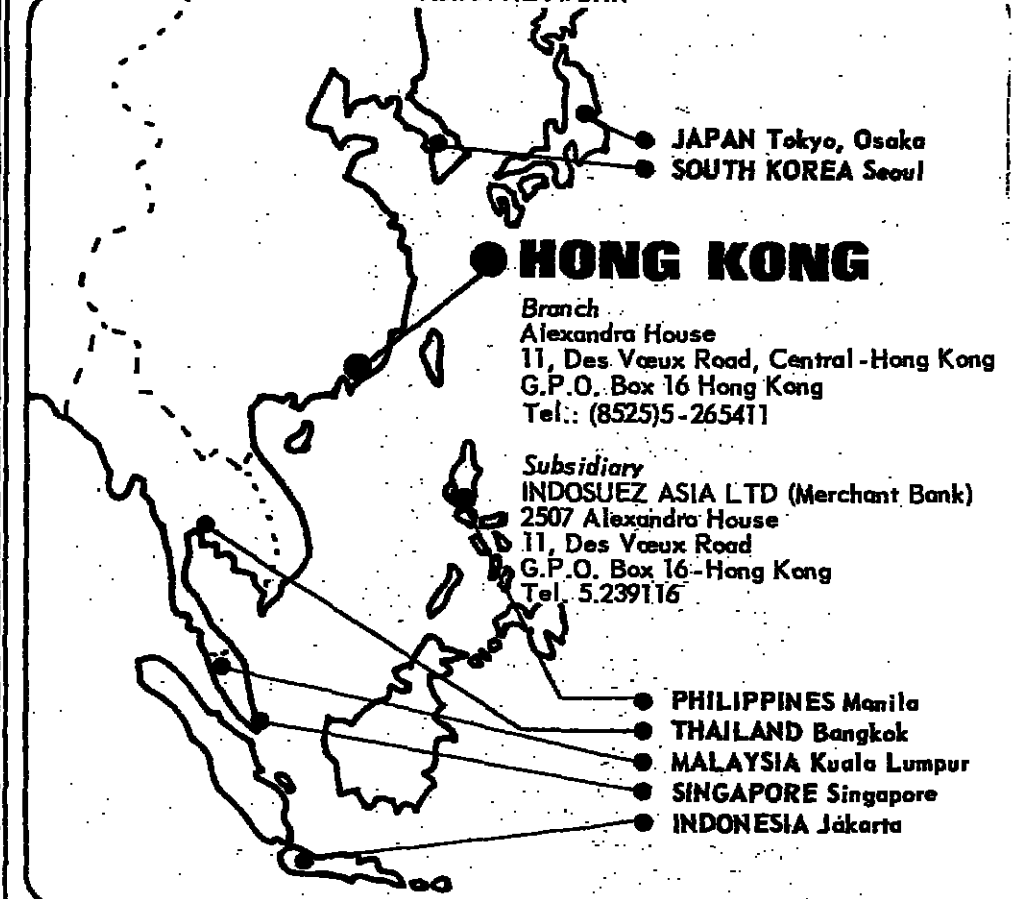 JAPAN Tokyo, Osaka
SOUTH KOREA Seoul
HONG KONG
Branch
Alexandra House
11, Des Vœux Road, Central-Hong Kong
G.P.O. Box 16 Hong Kong
Tel.: (8525)5-265411
Subsidiary
INDOSUEZ ASIA LTD (Merchant Bank)
2507 Alexandra House
11, Des Vœux Road
G.P.O. Box 16-Hong Kong
Tel. 5.239116
PHILIPPINES Manila
THAILAND Bangkok
MALAYSIA Kuala Lumpur
SINGAPORE Singapore
INDONESIA Jakarta